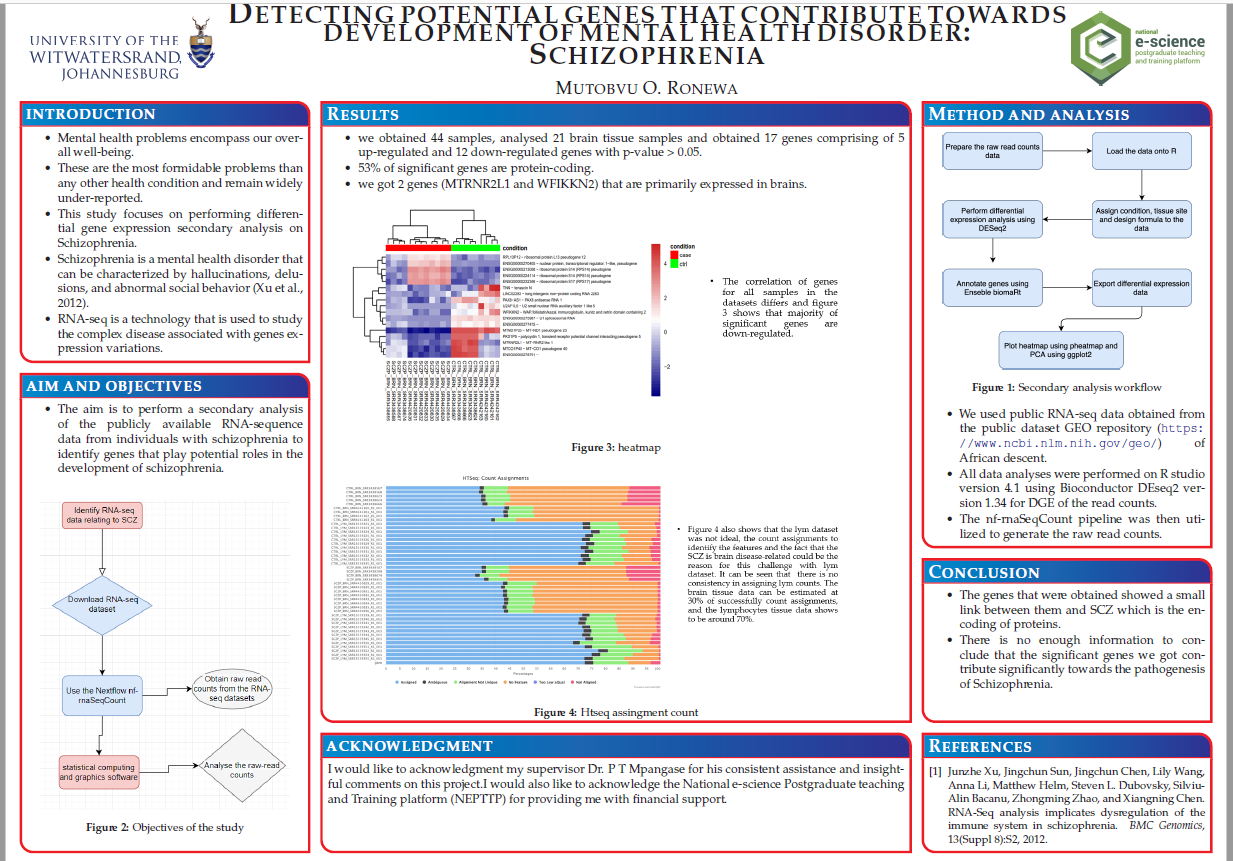 UNIVERSITY OF THE
WITWATERSRAND,
JOHANNESBURG
DETECTING POTENTIAL GENES THAT CONTRIBUTE TOWARDS
DEVELOPMENT OF MENTAL HEALTH DISORDER:
SCHIZOPHRENIA
MUTOBVU O. RONEWA
national
e-science
postgraduate teaching
and training platform
INTRODUCTION
• Mental health problems encompass our over-
all well-being.
• These are the most formidable problems than
any other health condition and remain widely
under-reported.
• This study focuses on performing differen-
tial gene expression secondary analysis on
Schizophrenia.
• Schizophrenia is a mental health disorder that
can be characterized by hallucinations, delu-
sions, and abnormal social behavior (Xu et al.,
2012).
• RNA-seq is a technology that is used to study
the complex disease associated with genes ex-
pression variations.
AIM AND OBJECTIVES
• The aim is to perform a secondary analysis
of the publicly available RNA-sequence
data from individuals with schizophrenia to
identify genes that play potential roles in the
development of schizophrenia.
Identify RNA-seq
data relating to SCZ
Download RNA-seq
dataset
Use the Nextflow nf-
rnaSeqCount
Obtain raw read
counts from the RNA-
seq datasets
statistical computing
and graphics software
Analyse the raw-read
counts
Figure 2: Objectives of the study
RESULTS
• we obtained 44 samples, analysed 21 brain tissue samples and obtained 17 genes comprising of 5
up-regulated and 12 down-regulated genes with p-value > 0.05.
• 53% of significant genes are protein-coding.
• we got 2 genes (MTRNR2L1 and WFIKKN2) that are primarily expressed in brains.
condition
condition
case
ctrl
4
2
0
−2
• The correlation of genes
for all samples in the
datasets differs and figure
3 shows that majority of
significant genes are
down-regulated.
Figure 3: heatmap
HTSeq: Count Assignments
Percentages
Assigned
Ambiguous
Alignment Not Unique
No Feature
Too Low aQual
Not Aligned
• Figure 4 also shows that the lym dataset
was not ideal, the count assignments to
identify the features and the fact that the
SCZ is brain disease-related could be the
reason for this challenge with lym
dataset. It can be seen that there is no
consistency in assigning lym counts. The
brain tissue data can be estimated at
30% of successfully count assignments,
and the lymphocytes tissue data shows
to be around 70%.
Figure 4: Htseq assingment count
ACKNOWLEDGMENT
I would like to acknowledgment my supervisor Dr. P T Mpangase for his consistent assistance and insight-
ful comments on this project.I would also like to acknowledge the National e-science Postgraduate teaching
and Training platform (NEPTTP) for providing me with financial support.
METHOD AND ANALYSIS
Prepare the raw read counts
data
Load the data onto R
Perform differential
expression analysis using
DESeq2
Assign condition, tissue site
and design formula to the
data
Annotate genes using
Enseble biomaRt
Export differential expression
data
Plot heatmap using pheatmap and
PCA using ggplot2
Figure 1: Secondary analysis workflow
• We used public RNA-seq data obtained from
the public dataset GEO repository (https:
//www.ncbi.nlm.nih.gov/geo/) of
African descent.
• All data analyses were performed on R studio
version 4.1 using Bioconductor DEseq2 ver-
sion 1.34 for DGE of the read counts.
• The nf-rnaSeqCount pipeline was then uti-
lized to generate the raw read counts.
CONCLUSION
• The genes that were obtained showed a small
link between them and SCZ which is the en-
coding of proteins.
• There is no enough information to con-
clude that the significant genes we got con-
tribute significantly towards the pathogenesis
of Schizophrenia.
REFERENCES
[1] Junzhe Xu, Jingchun Sun, Jingchun Chen, Lily Wang,
Anna Li, Matthew Helm, Steven L. Dubovsky, Silviu-
Alin Bacanu, Zhongming Zhao, and Xiangning Chen.
RNA-Seq analysis implicates dysregulation of the
immune system in schizophrenia. BMC Genomics,
13(Suppl 8):S2, 2012.